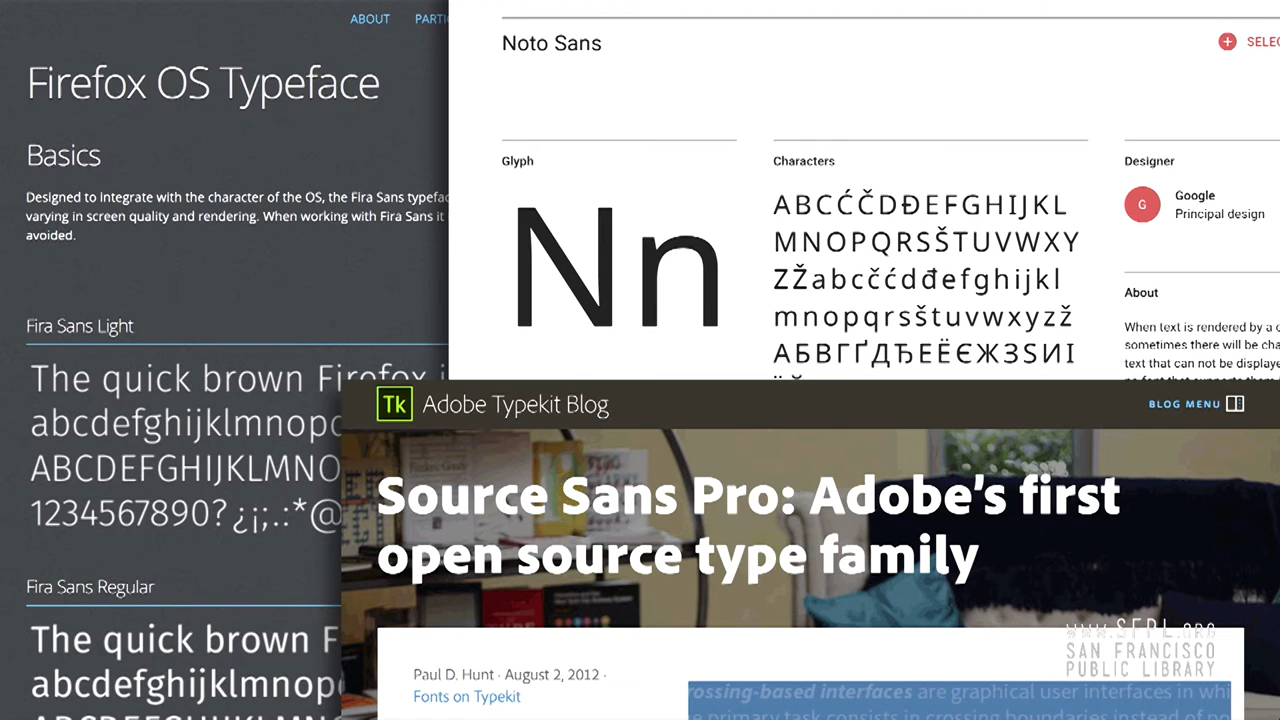 ABOUT
Firefox OS Typeface
Basics
Designed to integrate with the character of the OS, the Fira Sans
varying in screen quality and rendering. When working with Fira Sans it
avoided.
Fira Sans Light
The quick brown Firefox
abcdefghijklmnop
ABCDEFGHIJKLMNO
1234567890?¿¡;.:*@
Fira Sans Regular
The quick brown
abcdefghijklmnop
Noto Sans
Glyph
Nn
Characters
ABCĆČDĐEFGHIJKL
MNOPQRSŠTUVWXY
ZŽabcčćdđefghijkl
mnopqrsštuvwxyzž
АБВГҐДЂЕЁЄЖЗЅИІ
Designer
G
Google
Principal design
About
When text is rendered by a
sometimes there will be
text that can not be
Tk Adobe Typekit Blog
BLOG MENU
Source Sans Pro: Adobe’s first
open source type family
Paul D. Hunt · August 2, 2012 ·
Fonts on Typekit
WWW.SFPL.ORG
SAN FRANCISCO
PUBLIC LIBRARY
interfaces are graphical user interfaces in
primary task consists in crossing boundaries instead of